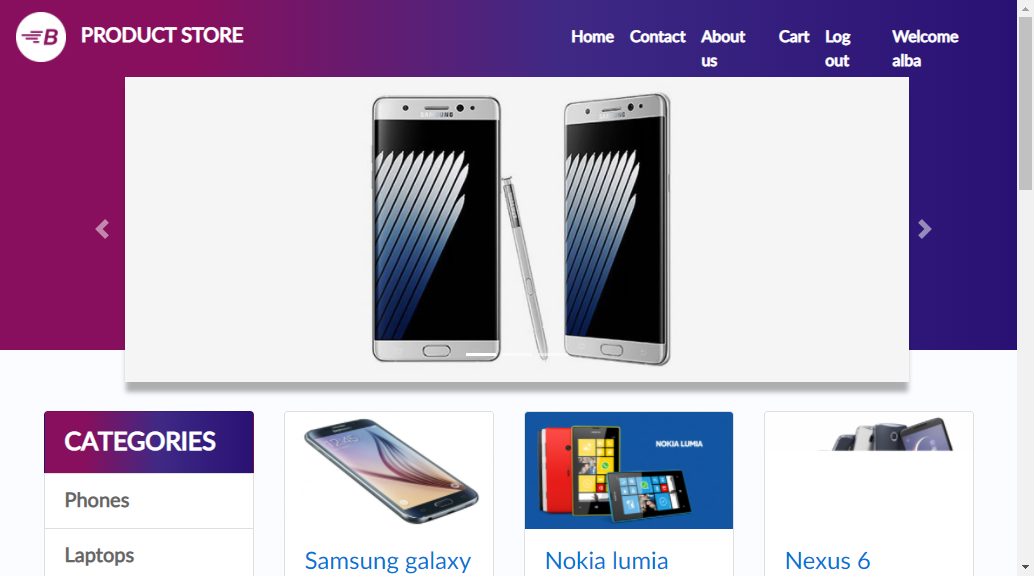 B PRODUCT STORE
Home Contact About us Cart Log out Welcome alba
SAMSUNG SAMSUNG
CATEGORIES
Phones
Laptops
NOKIA LUMIA
Samsung galaxy
Nokia lumia
Nexus 6